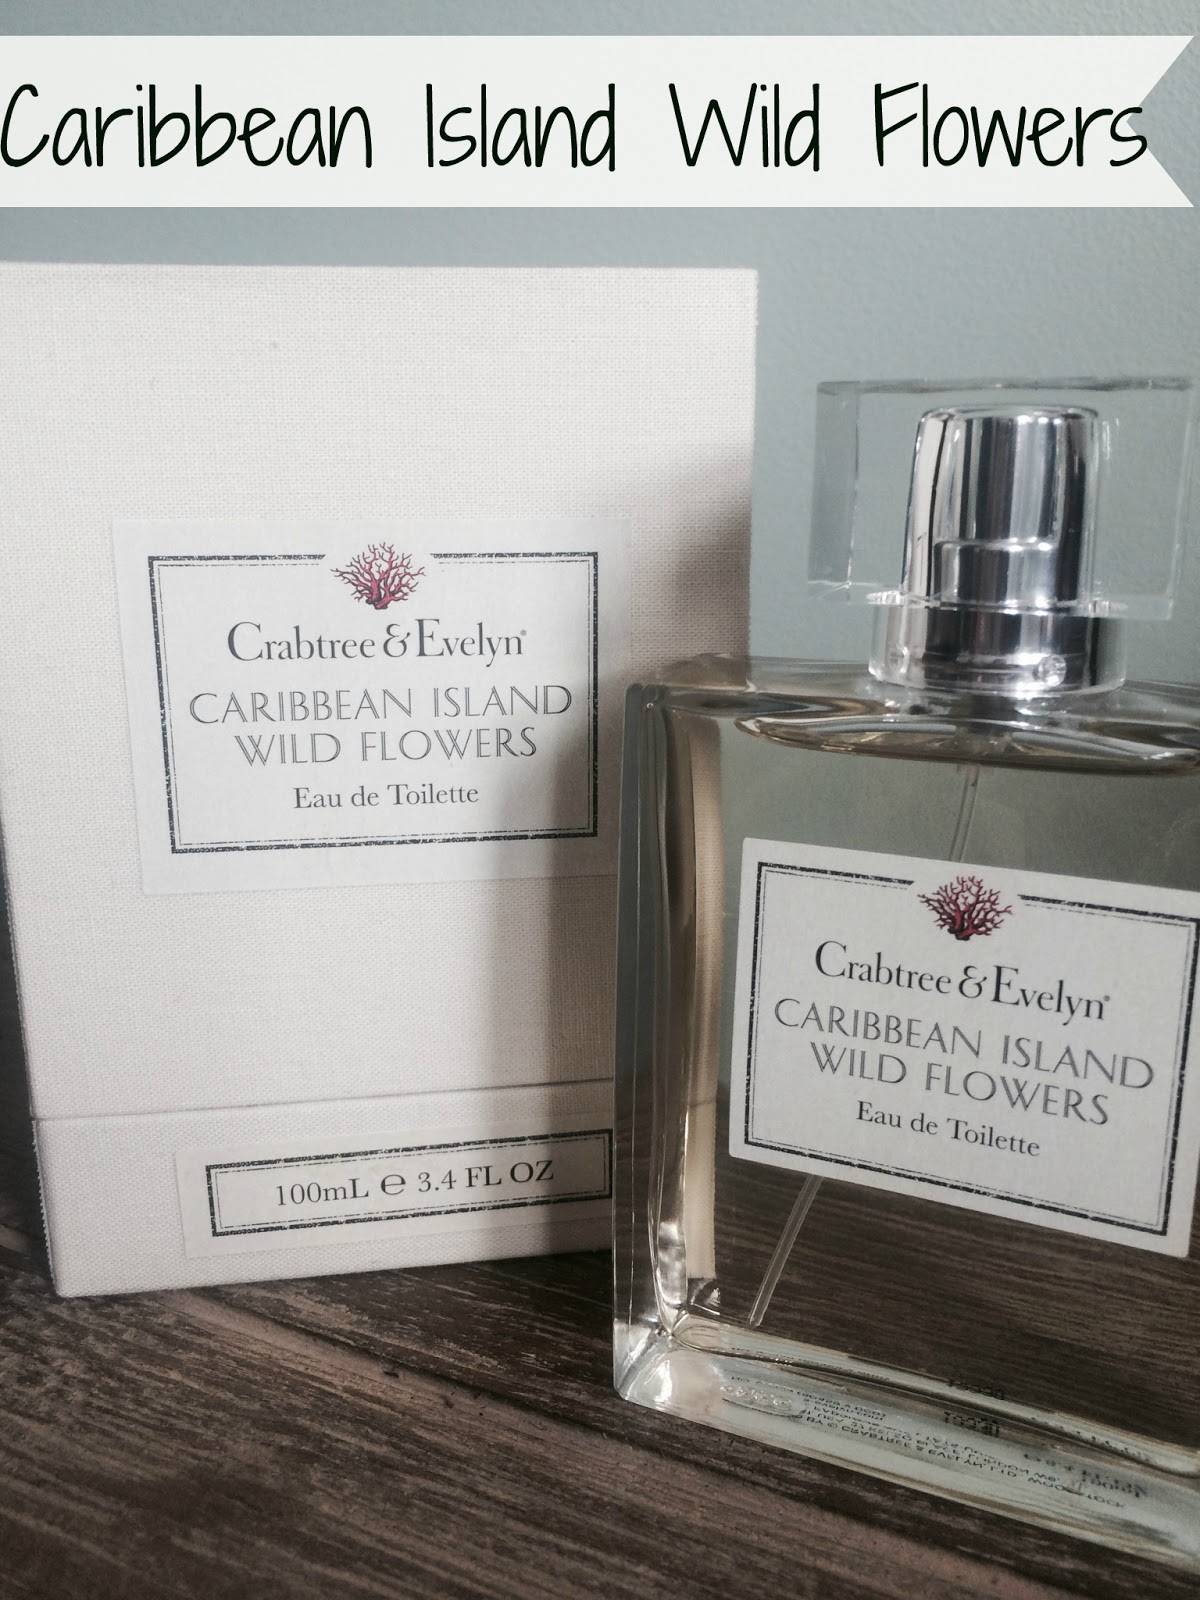 Caribbean Island Wild Flowers
Crabtree & Evelyn®
CARIBBEAN ISLAND
WILD FLOWERS
Eau de Toilette
100mL ℮ 3.4 FL OZ
Crabtree & Evelyn®
CARIBBEAN ISLAND
WILD FLOWERS
Eau de Toilette